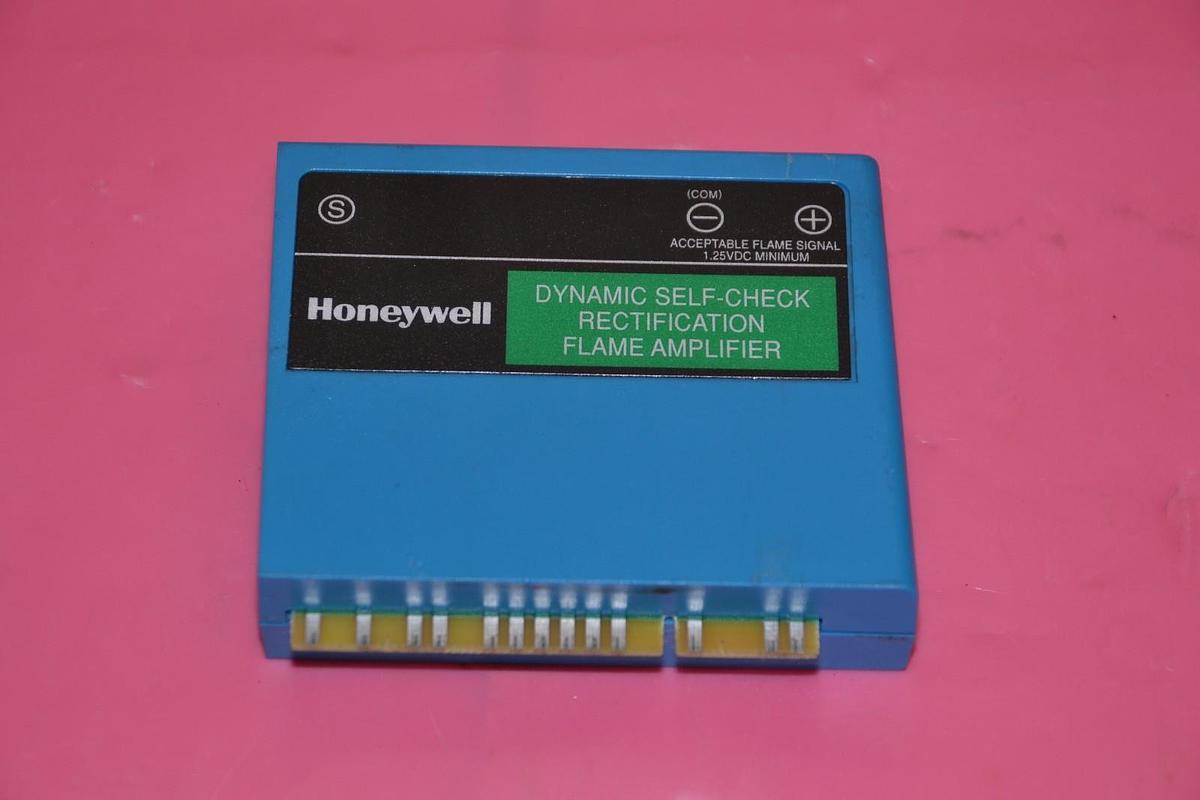 S
(COM)
− +
ACCEPTABLE FLAME SIGNAL
1.25VDC MINIMUM
Honeywell
DYNAMIC SELF-CHECK
RECTIFICATION
FLAME AMPLIFIER